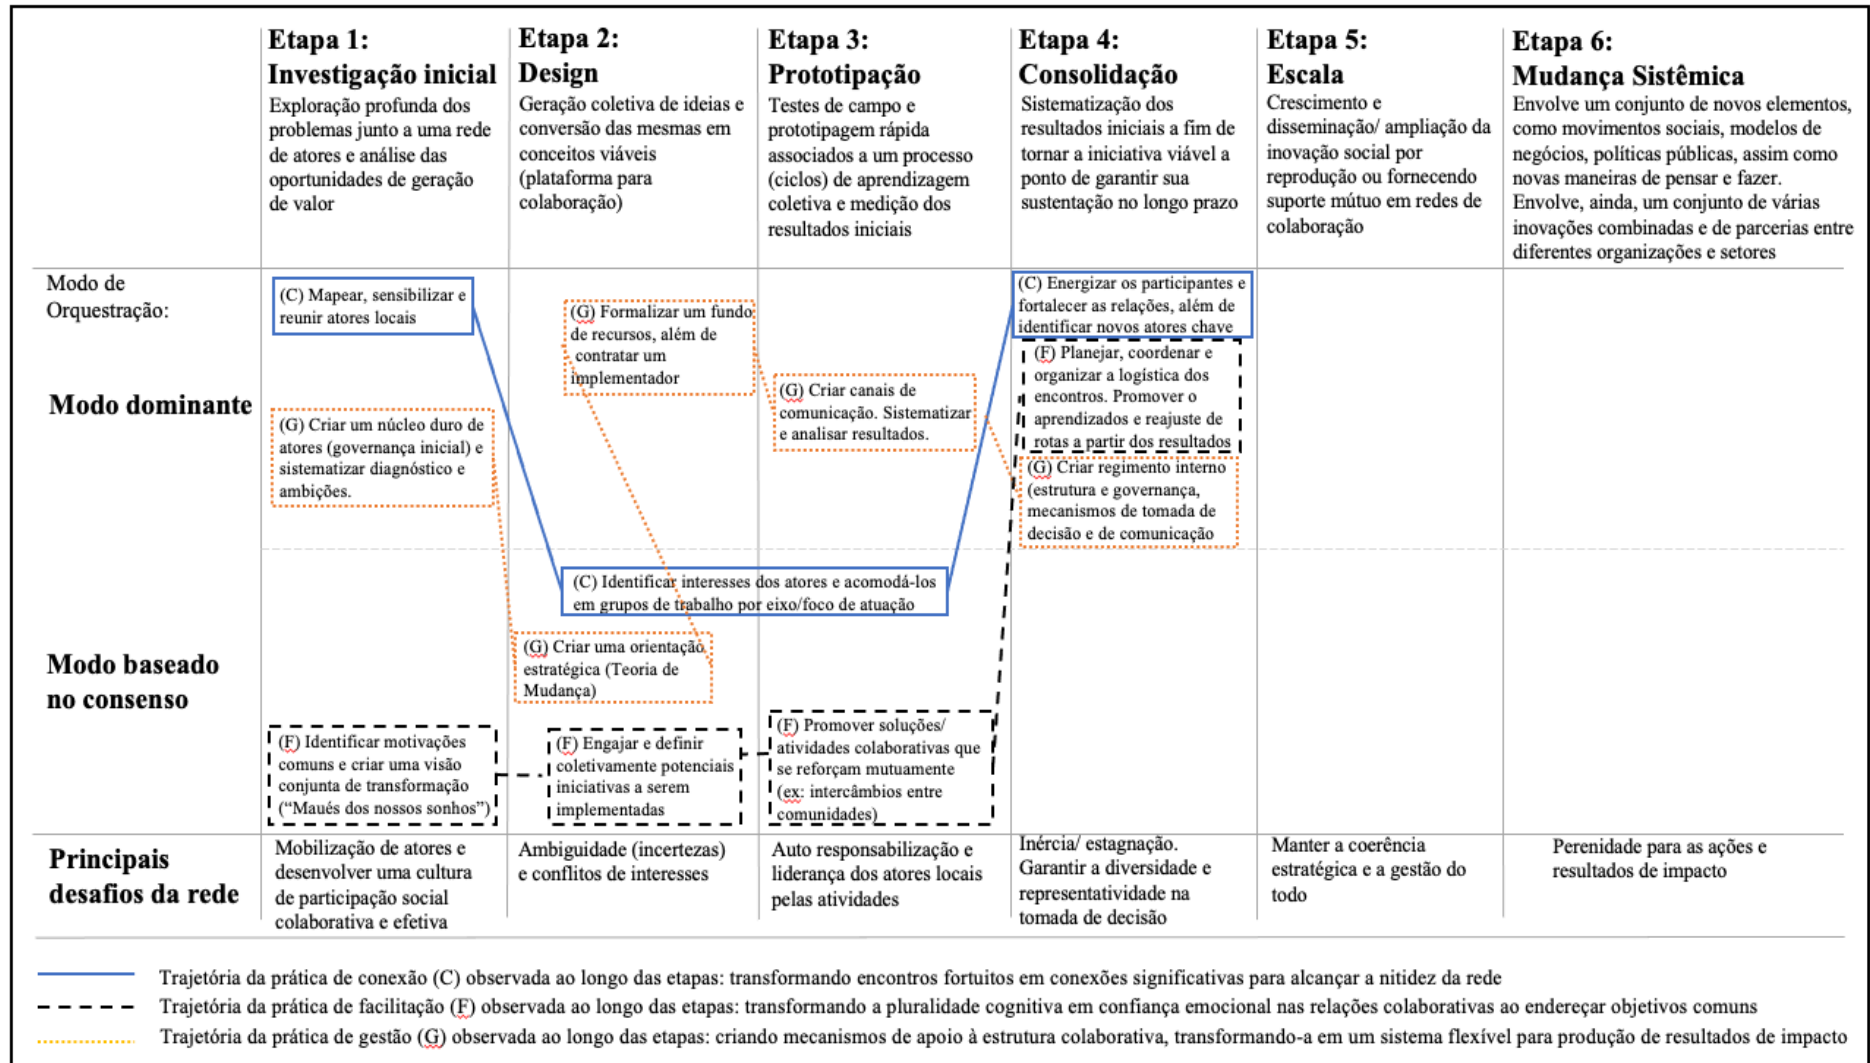 Etapa 1:
Investigação inicial
Exploração profunda dos
problemas junto a uma rede
de atores e análise das
oportunidades de geração
de valor
Etapa 2:
Design
Geração coletiva de ideias e
conversão das mesmas em
conceitos viáveis
(plataforma para
colaboração)
Etapa 3:
Prototipação
Testes de campo e
prototipagem rápida
associados a um processo
(ciclos) de aprendizagem
coletiva e medição dos
resultados iniciais
Etapa 4:
Consolidação
Sistematização dos
resultados iniciais a fim de
tornar a iniciativa viável a
ponto de garantir sua
sustentação no longo prazo
Etapa 5:
Escala
Crescimento e
disseminação/ ampliação da
inovação social por
reprodução ou fornecendo
suporte mútuo em redes de
colaboração
Etapa 6:
Mudança Sistêmica
Envolve um conjunto de novos elementos,
como movimentos sociais, modelos de
negócios, políticas públicas, assim como
novas maneiras de pensar e fazer.
Envolve, ainda, um conjunto de várias
inovações combinadas e de parcerias entre
diferentes organizações e setores
Modo de
Orquestração:
Modo dominante
(C) Mapear, sensibilizar e
reunir atores locais
(G) Criar um núcleo duro de
atores (governança inicial) e
sistematizar diagnóstico e
ambições.
(G) Formalizar um fundo
de recursos, além de
contratar um
implementador
(G) Criar canais de
comunicação. Sistematizar
e analisar resultados.
(C) Energizar os participantes e
fortalecer as relações, além de
identificar novos atores chave
(F) Planejar, coordenar e
organizar a logística dos
encontros. Promover o
aprendizados e reajuste de
rotas a partir dos resultados
(G) Criar regimento interno
(estrutura e governança,
mecanismos de tomada de
decisão e de comunicação
Modo baseado
no consenso
(C) Identificar interesses dos atores e acomodá-los
em grupos de trabalho por eixo/foco de atuação
(G) Criar uma orientação
estratégica (Teoria de
Mudança)
(F) Identificar motivações
comuns e criar uma visão
conjunta de transformação
(“Maués dos nossos sonhos”)
(F) Engajar e definir
coletivamente potenciais
iniciativas a serem
implementadas
(F) Promover soluções/
atividades colaborativas que
se reforçam mutuamente
(ex: intercâmbios entre
comunidades)
Principais
desafios da rede
Mobilização de atores e
desenvolver uma cultura
de participação social
colaborativa e efetiva
Ambiguidade (incertezas)
e conflitos de interesses
Auto responsabilização e
liderança dos atores locais
pelas atividades
Inércia/ estagnação.
Garantir a diversidade e
representatividade na
tomada de decisão
Manter a coerência
estratégica e a gestão do
todo
Perenidade para as ações e
resultados de impacto
Trajetória da prática de conexão (C) observada ao longo das etapas: transformando encontros fortuitos em conexões significativas para alcançar a nitidez da rede
Trajetória da prática de facilitação (F) observada ao longo das etapas: transformando a pluralidade cognitiva em confiança emocional nas relações colaborativas ao endereçar objetivos comuns
Trajetória da prática de gestão (G) observada ao longo das etapas: criando mecanismos de apoio à estrutura colaborativa, transformando-a em um sistema flexível para produção de resultados de impacto